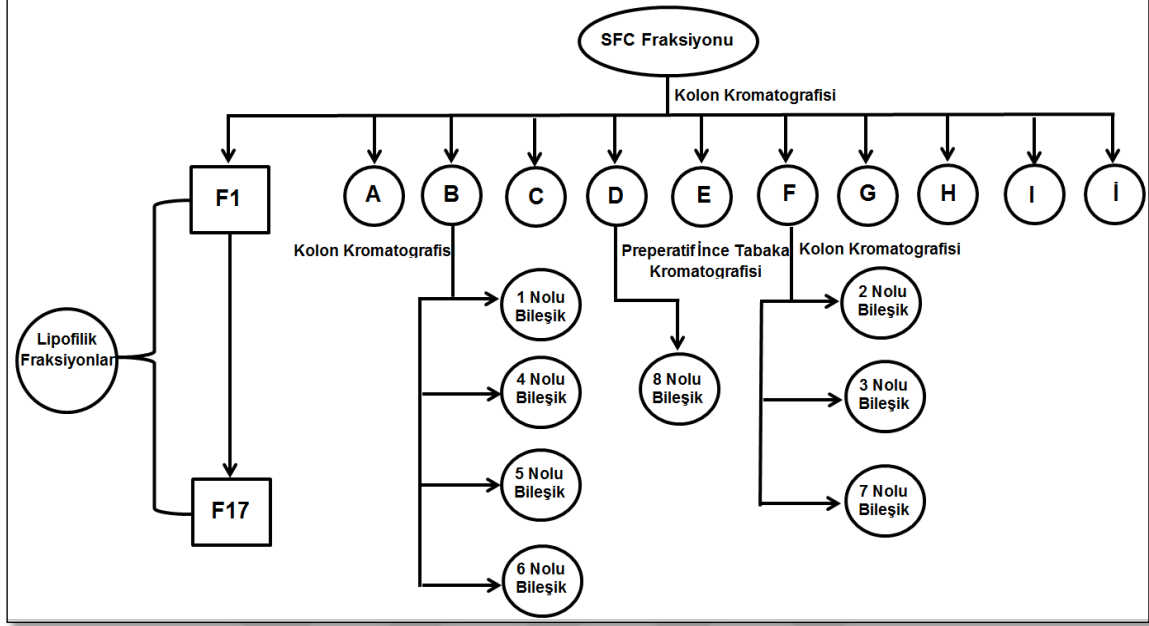 SFC Fraksiyonu
Kolon Kromatografisi
F1
A
B
C
D
E
F
G
H
I
İ
Kolon Kromatografis
Preperatif İnce Tabaka
Kromatografisi
Kolon Kromatografisi
1 Nolu
Bileşik
2 Nolu
Bileşik
Lipofilik
Fraksiyonlar
4 Nolu
Bileşik
8 Nolu
Bileşik
3 Nolu
Bileşik
5 Nolu
Bileşik
7 Nolu
Bileşik
F17
6 Nolu
Bileşik